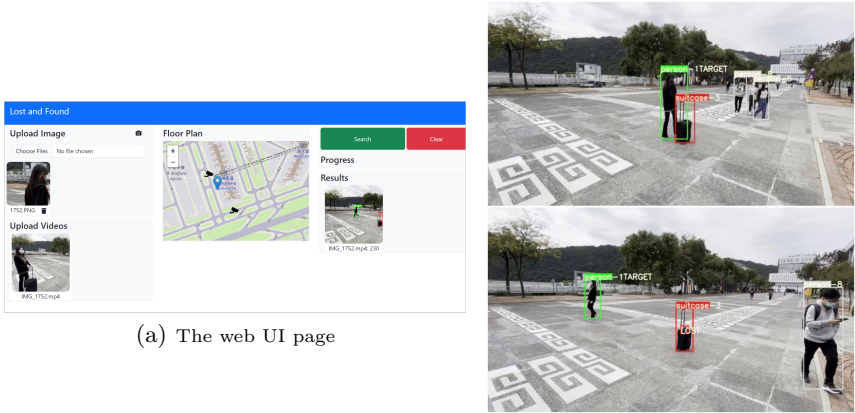 Lost and Found
Upload Image
Choose Files No file chosen
1752.PNG
Upload Videos
IMG_1752.mp4
Floor Plan
+
−
Search
Clear
Progress
Results
IMG_1752.mp4: 230
(a) The web UI page
person-1TARGET
suitcase-3
person-1TARGET
suitcase-3
LOST